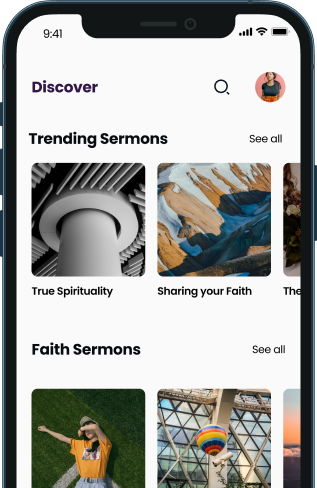 9:41
Discover
Trending Sermons See all
True Spirituality Sharing your Faith The
Faith Sermons See all